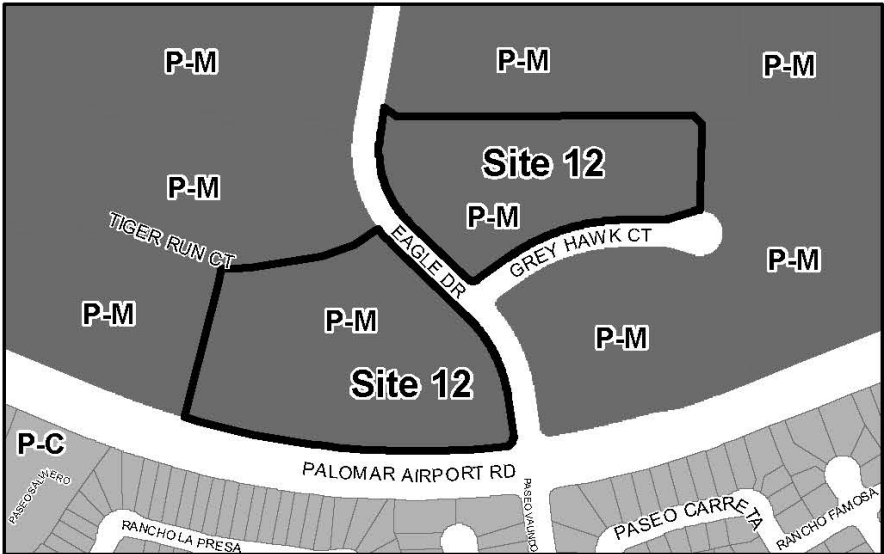 P-M
P-M
P-M
Site 12
P-M
P-M
TIGER RUN CT
EAGLE DR
GREY HAWK CT
P-M
P-M
P-M
P-M
Site 12
P-C
PALOMAR AIRPORT RD
PASEO SALINERO
PASEO VALINDO
PASEO CARRETA
RANCHO FAMOSA
RANCHO LA PRESA